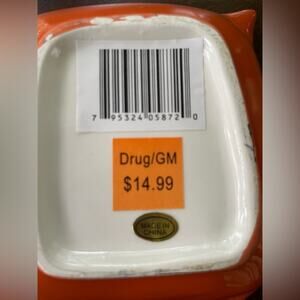 7 95324 05872 0
Drug/GM
$14.99
MADE IN
CHINA